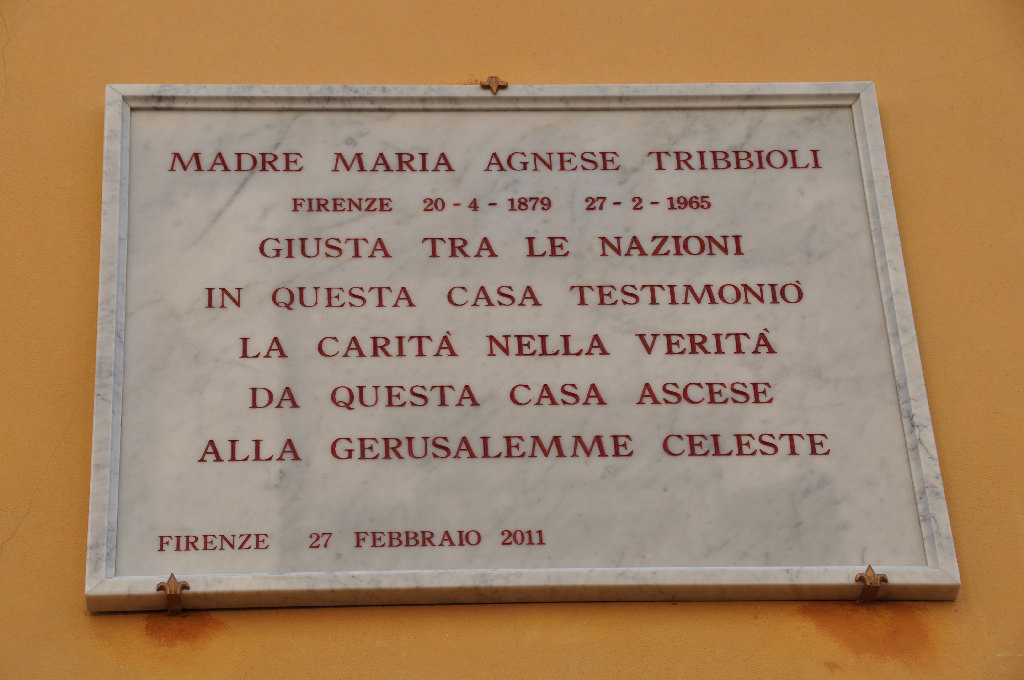 MADRE MARIA AGNESE TRIBBIOLI
FIRENZE 20-4-1879 27-2-1965
GIUSTA TRA LE NAZIONI
IN QUESTA CASA TESTIMONIÒ
LA CARITÀ NELLA VERITÀ
DA QUESTA CASA ASCESE
ALLA GERUSALEMME CELESTE
FIRENZE 27 FEBBRAIO 2011